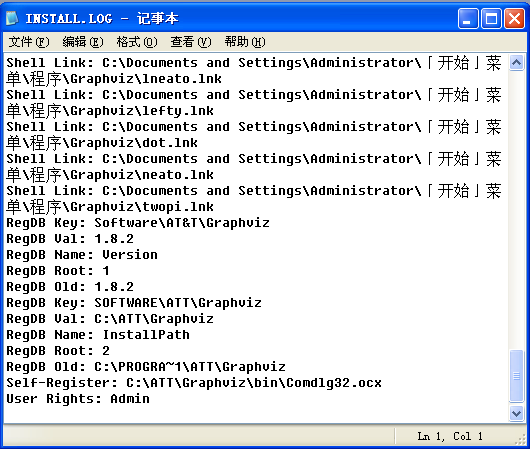 INSTALL.LOG - 记事本
文件(F) 编辑(E) 格式(O) 查看(V) 帮助(H)
Shell Link: C:\Documents and Settings\Administrator\「开始」菜
单\程序\Graphviz\lneato.lnk
Shell Link: C:\Documents and Settings\Administrator\「开始」菜
单\程序\Graphviz\lefty.lnk
Shell Link: C:\Documents and Settings\Administrator\「开始」菜
单\程序\Graphviz\dot.lnk
Shell Link: C:\Documents and Settings\Administrator\「开始」菜
单\程序\Graphviz\neato.lnk
Shell Link: C:\Documents and Settings\Administrator\「开始」菜
单\程序\Graphviz\twopi.lnk
RegDB Key: Software\AT&T\Graphviz
RegDB Val: 1.8.2
RegDB Name: Version
RegDB Root: 1
RegDB Old: 1.8.2
RegDB Key: SOFTWARE\ATT\Graphviz
RegDB Val: C:\ATT\Graphviz
RegDB Name: InstallPath
RegDB Root: 2
RegDB Old: C:\PROGRA~1\ATT\Graphviz
Self-Register: C:\ATT\Graphviz\bin\Comdlg32.ocx
User Rights: Admin
Ln 1, Col 1